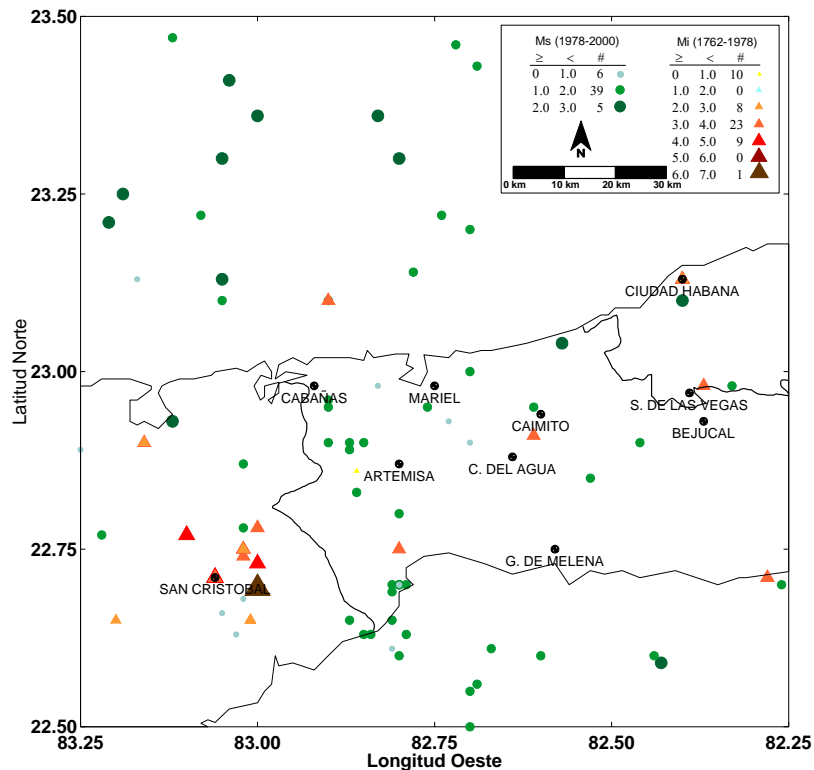 23.50
23.25
23.00
22.75
22.50
Latitud Norte
Ms (1978-2000)
≥ < #
0 1.0 6
1.0 2.0 39
2.0 3.0 5
Mi (1762-1978)
≥ < #
0 1.0 10
1.0 2.0 0
2.0 3.0 8
3.0 4.0 23
4.0 5.0 9
5.0 6.0 0
6.0 7.0 1
N
0 km 10 km 20 km 30 km
CIUDAD HABANA
CABAÑAS
MARIEL
S. DE LAS VEGAS
CAIMITO
BEJUCAL
ARTEMISA
C. DEL AGUA
G. DE MELENA
SAN CRISTOBAL
83.25 83.00 82.75 82.50 82.25
Longitud Oeste